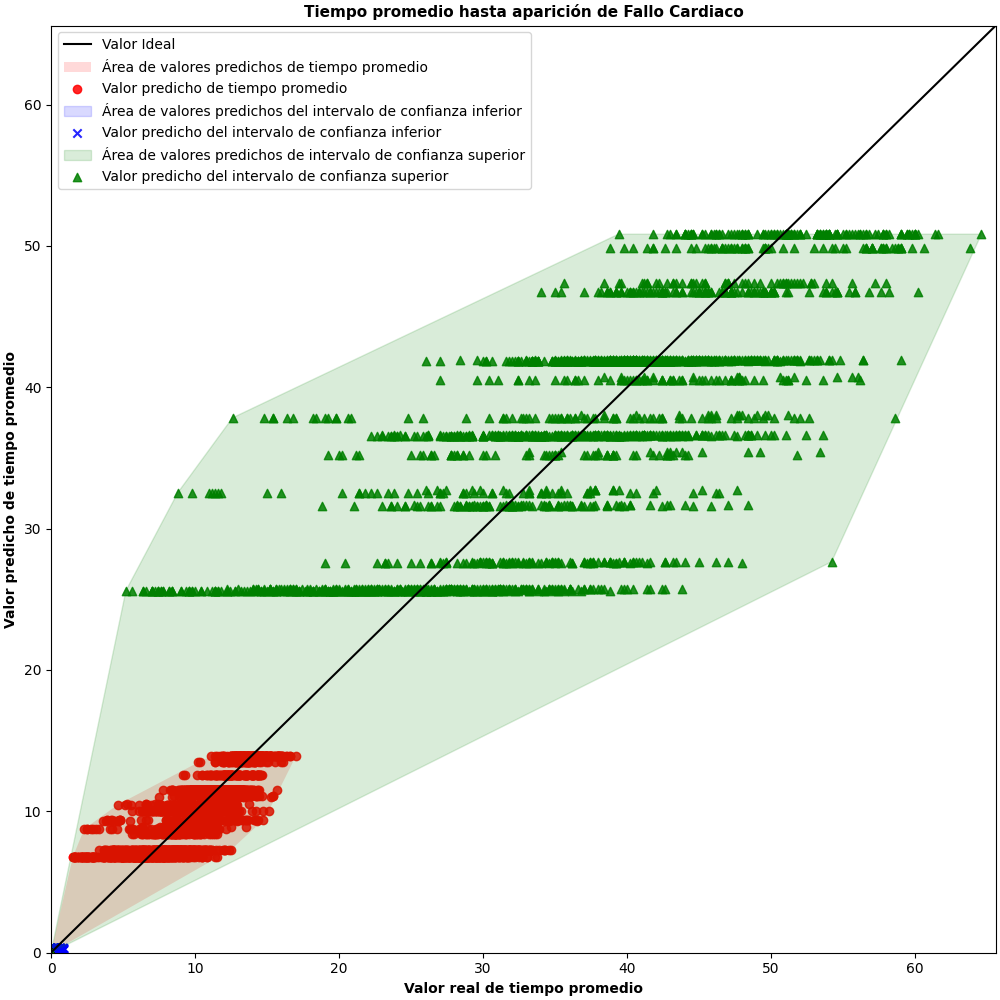 Tiempo promedio hasta aparición de Fallo Cardiaco
Valor Ideal
Área de valores predichos de tiempo promedio
Valor predicho de tiempo promedio
Área de valores predichos del intervalo de confianza inferior
Valor predicho del intervalo de confianza inferior
Área de valores predichos de intervalo de confianza superior
Valor predicho del intervalo de confianza superior
Valor predicho de tiempo promedio
60
50
40
30
20
10
0
0 10 20 30 40 50 60
Valor real de tiempo promedio